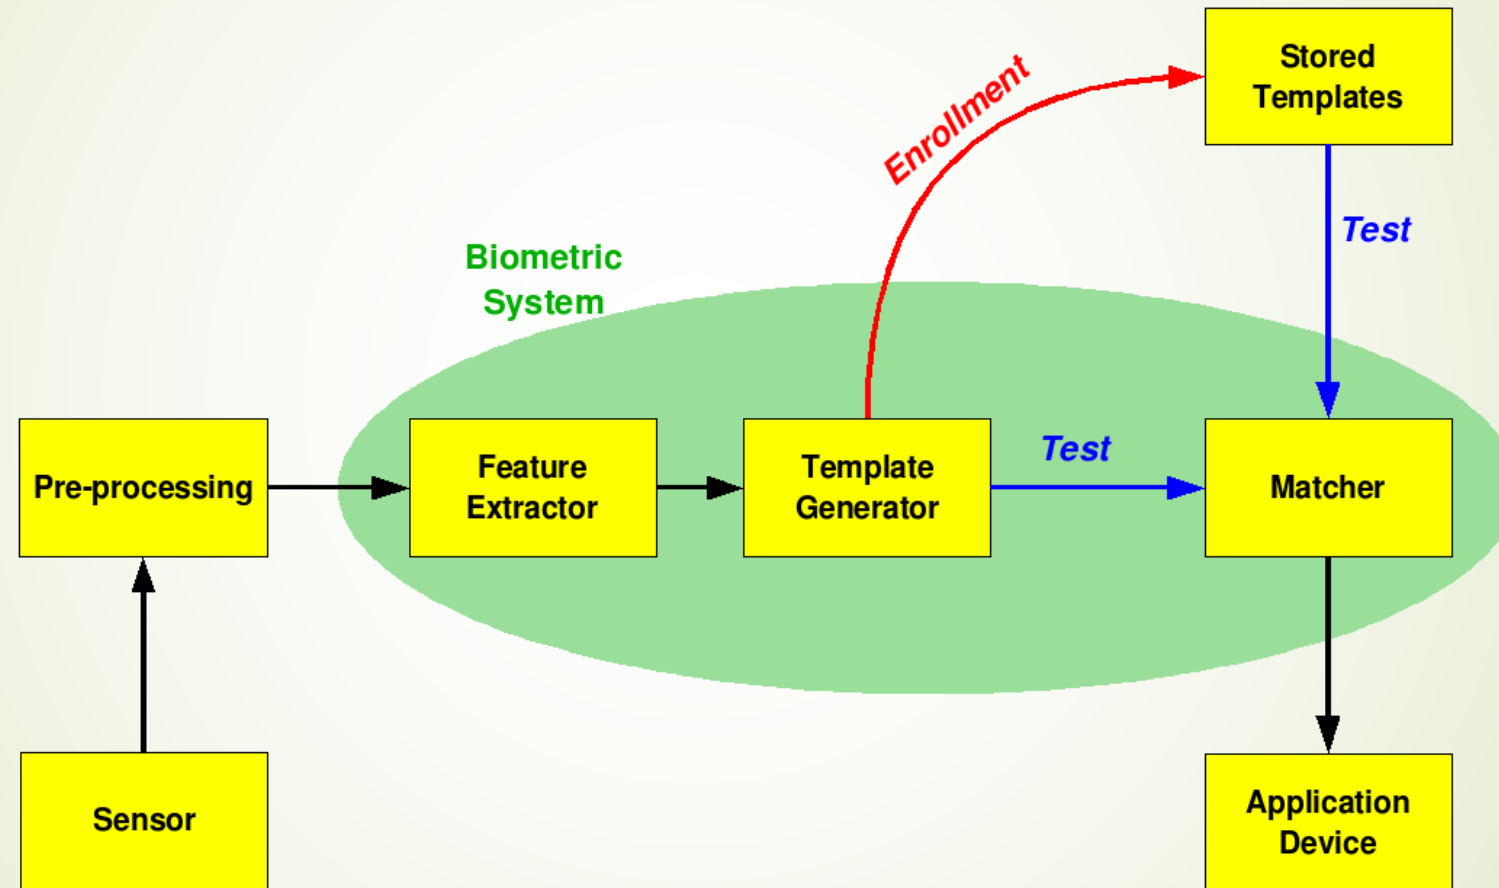 Stored
Templates
Enrollment
Test
Biometric
System
Pre-processing
Feature
Extractor
Template
Generator
Test
Matcher
Sensor
Application
Device